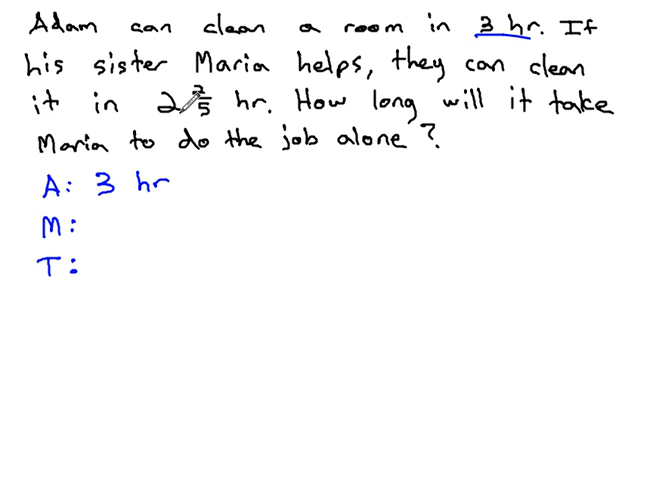 Adam can clean a room in 3 hr. If
his sister Maria helps, they can clean
it in 2 2/5 hr. How long will it take
Maria to do the job alone?
A: 3 hr
M:
T: